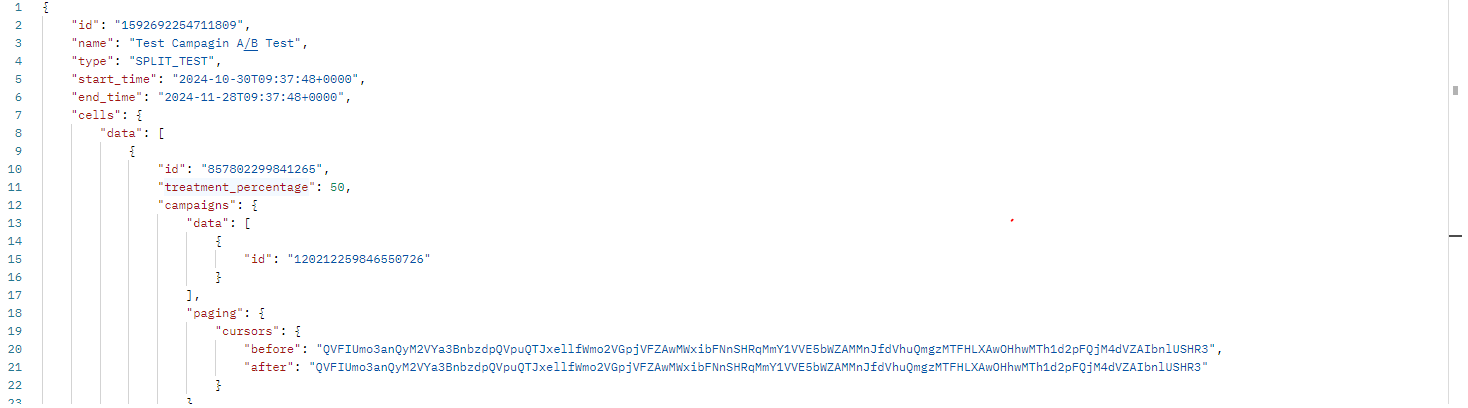 1 {
2 "id": "1592692254711809",
3 "name": "Test Campagin A/B Test",
4 "type": "SPLIT_TEST",
5 "start_time": "2024-10-30T09:37:48+0000",
6 "end_time": "2024-11-28T09:37:48+0000",
7 "cells": {
8 "data": [
9 {
10 "id": "857802299841265",
11 "treatment_percentage": 50,
12 "campaigns": {
13 "data": [
14 {
15 "id": "120212259846550726"
16 }
17 ],
18 "paging": {
19 "cursors": {
20 "before": "QVFIUmo3anQyM2VYa3BnbzdpQVpuQTJxellfWmo2VGpjVFZAwMWxibFNnSHRqMmY1VVE5bWZAMMnJfdVhuQmgzMTFHLXAwOHhwMTh1d2pFQjM4dVZAIbnlUSHR3",
21 "after": "QVFIUmo3anQyM2VYa3BnbzdpQVpuQTJxellfWmo2VGpjVFZAwMWxibFNnSHRqMmY1VVE5bWZAMMnJfdVhuQmgzMTFHLXAwOHhwMTh1d2pFQjM4dVZAIbnlUSHR3"
22 }
23 }